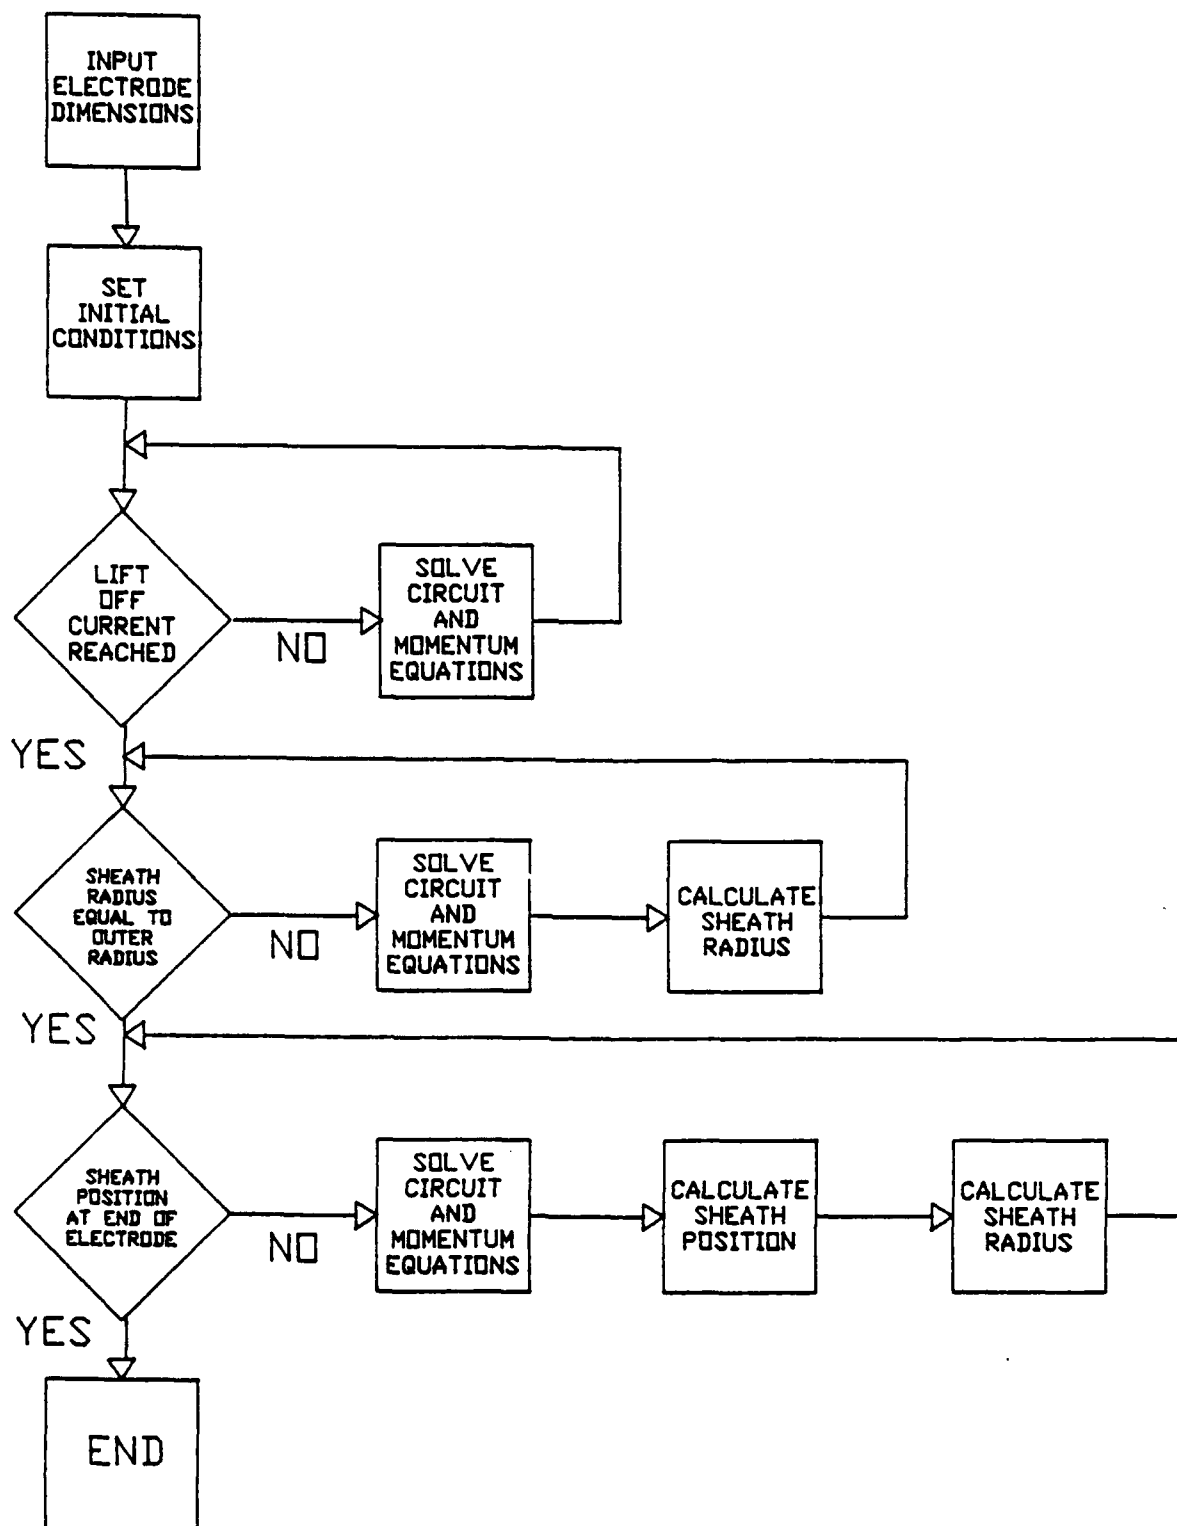 INPUT
ELECTRODE
DIMENSIONS
SET
INITIAL
CONDITIONS
LIFT
OFF
CURRENT
REACHED
NO
SOLVE
CIRCUIT
AND
MOMENTUM
EQUATIONS
YES
SHEATH
RADIUS
EQUAL TO
OUTER
RADIUS
NO
SOLVE
CIRCUIT
AND
MOMENTUM
EQUATIONS
CALCULATE
SHEATH
RADIUS
YES
SHEATH
POSITION
AT END OF
ELECTRODE
NO
SOLVE
CIRCUIT
AND
MOMENTUM
EQUATIONS
CALCULATE
SHEATH
POSITION
CALCULATE
SHEATH
RADIUS
YES
END